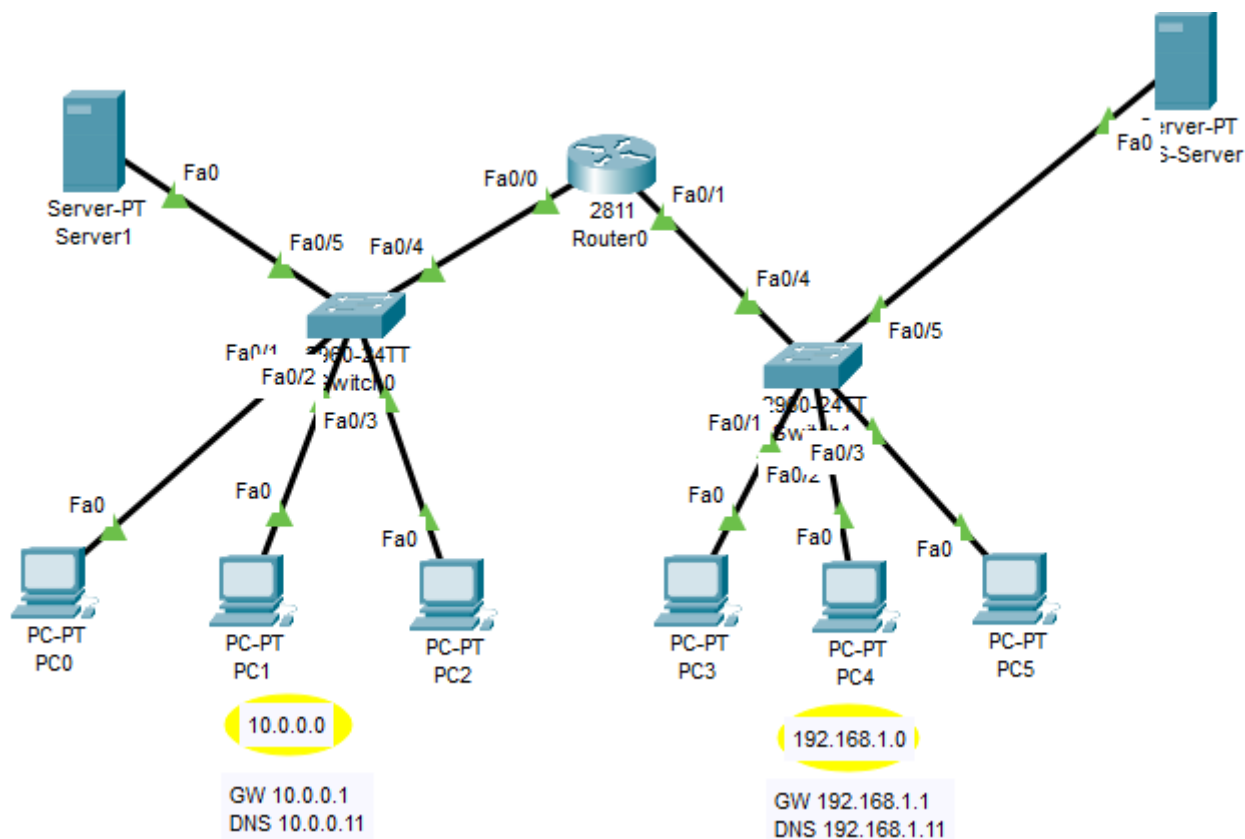 Server-PT
Server1
Fa0
Fa0/5
Fa0/4
Fa0/0
2811
Router0
Fa0/1
Fa0/4
Fa0/5
Fa0
-PT
-Server
Fa0/2
Fa0/3
Fa0
Fa0
Fa0
PC-PT
PC0
PC-PT
PC1
PC-PT
PC2
Fa0/1
Fa0/3
Fa0
Fa0
Fa0
PC-PT
PC3
PC-PT
PC4
PC-PT
PC5
10.0.0.0
GW 10.0.0.1
DNS 10.0.0.11
192.168.1.0
GW 192.168.1.1
DNS 192.168.1.11